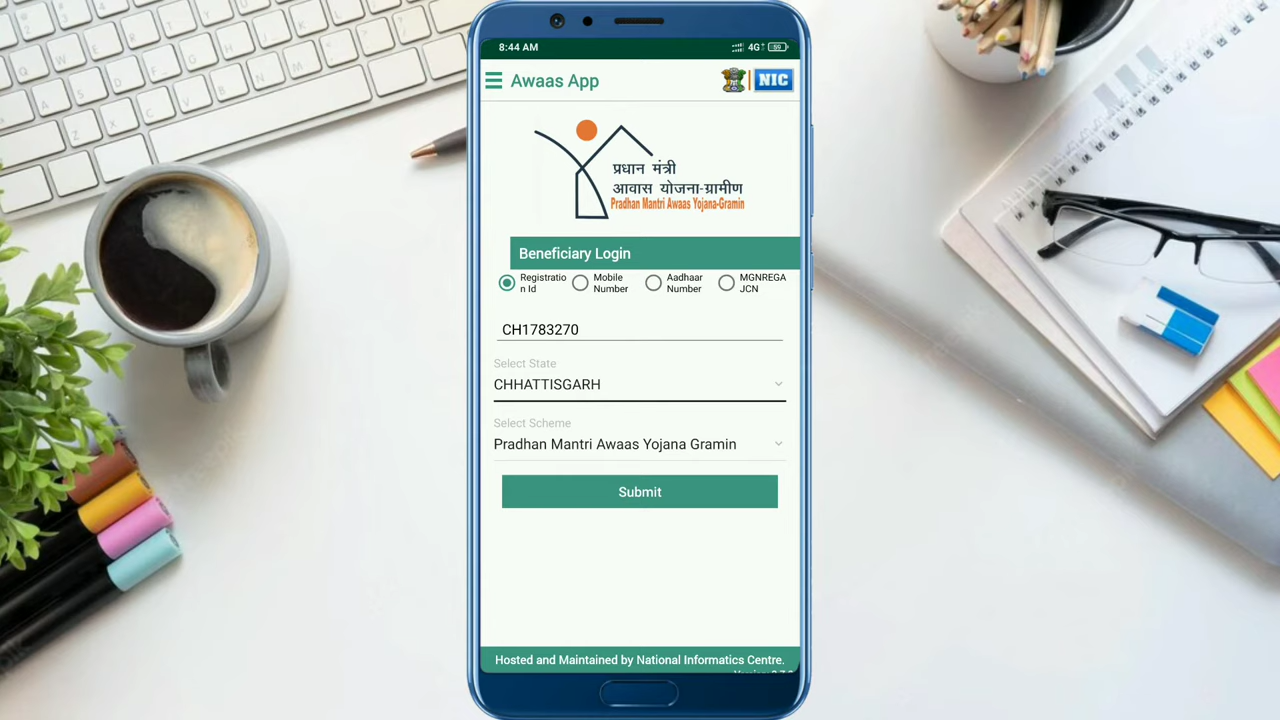 8:44 AM
4G
59
Awaas App
NIC
प्रधान मंत्री
आवास योजना-ग्रामीण
Pradhan Mantri Awaas Yojana-Gramin
Beneficiary Login
Registratio
n Id
Mobile
Number
Aadhaar
Number
MGNREGA
JCN
CH1783270
Select State
CHHATTISGARH
Select Scheme
Pradhan Mantri Awaas Yojana Gramin
Submit
Hosted and Maintained by National Informatics Centre.